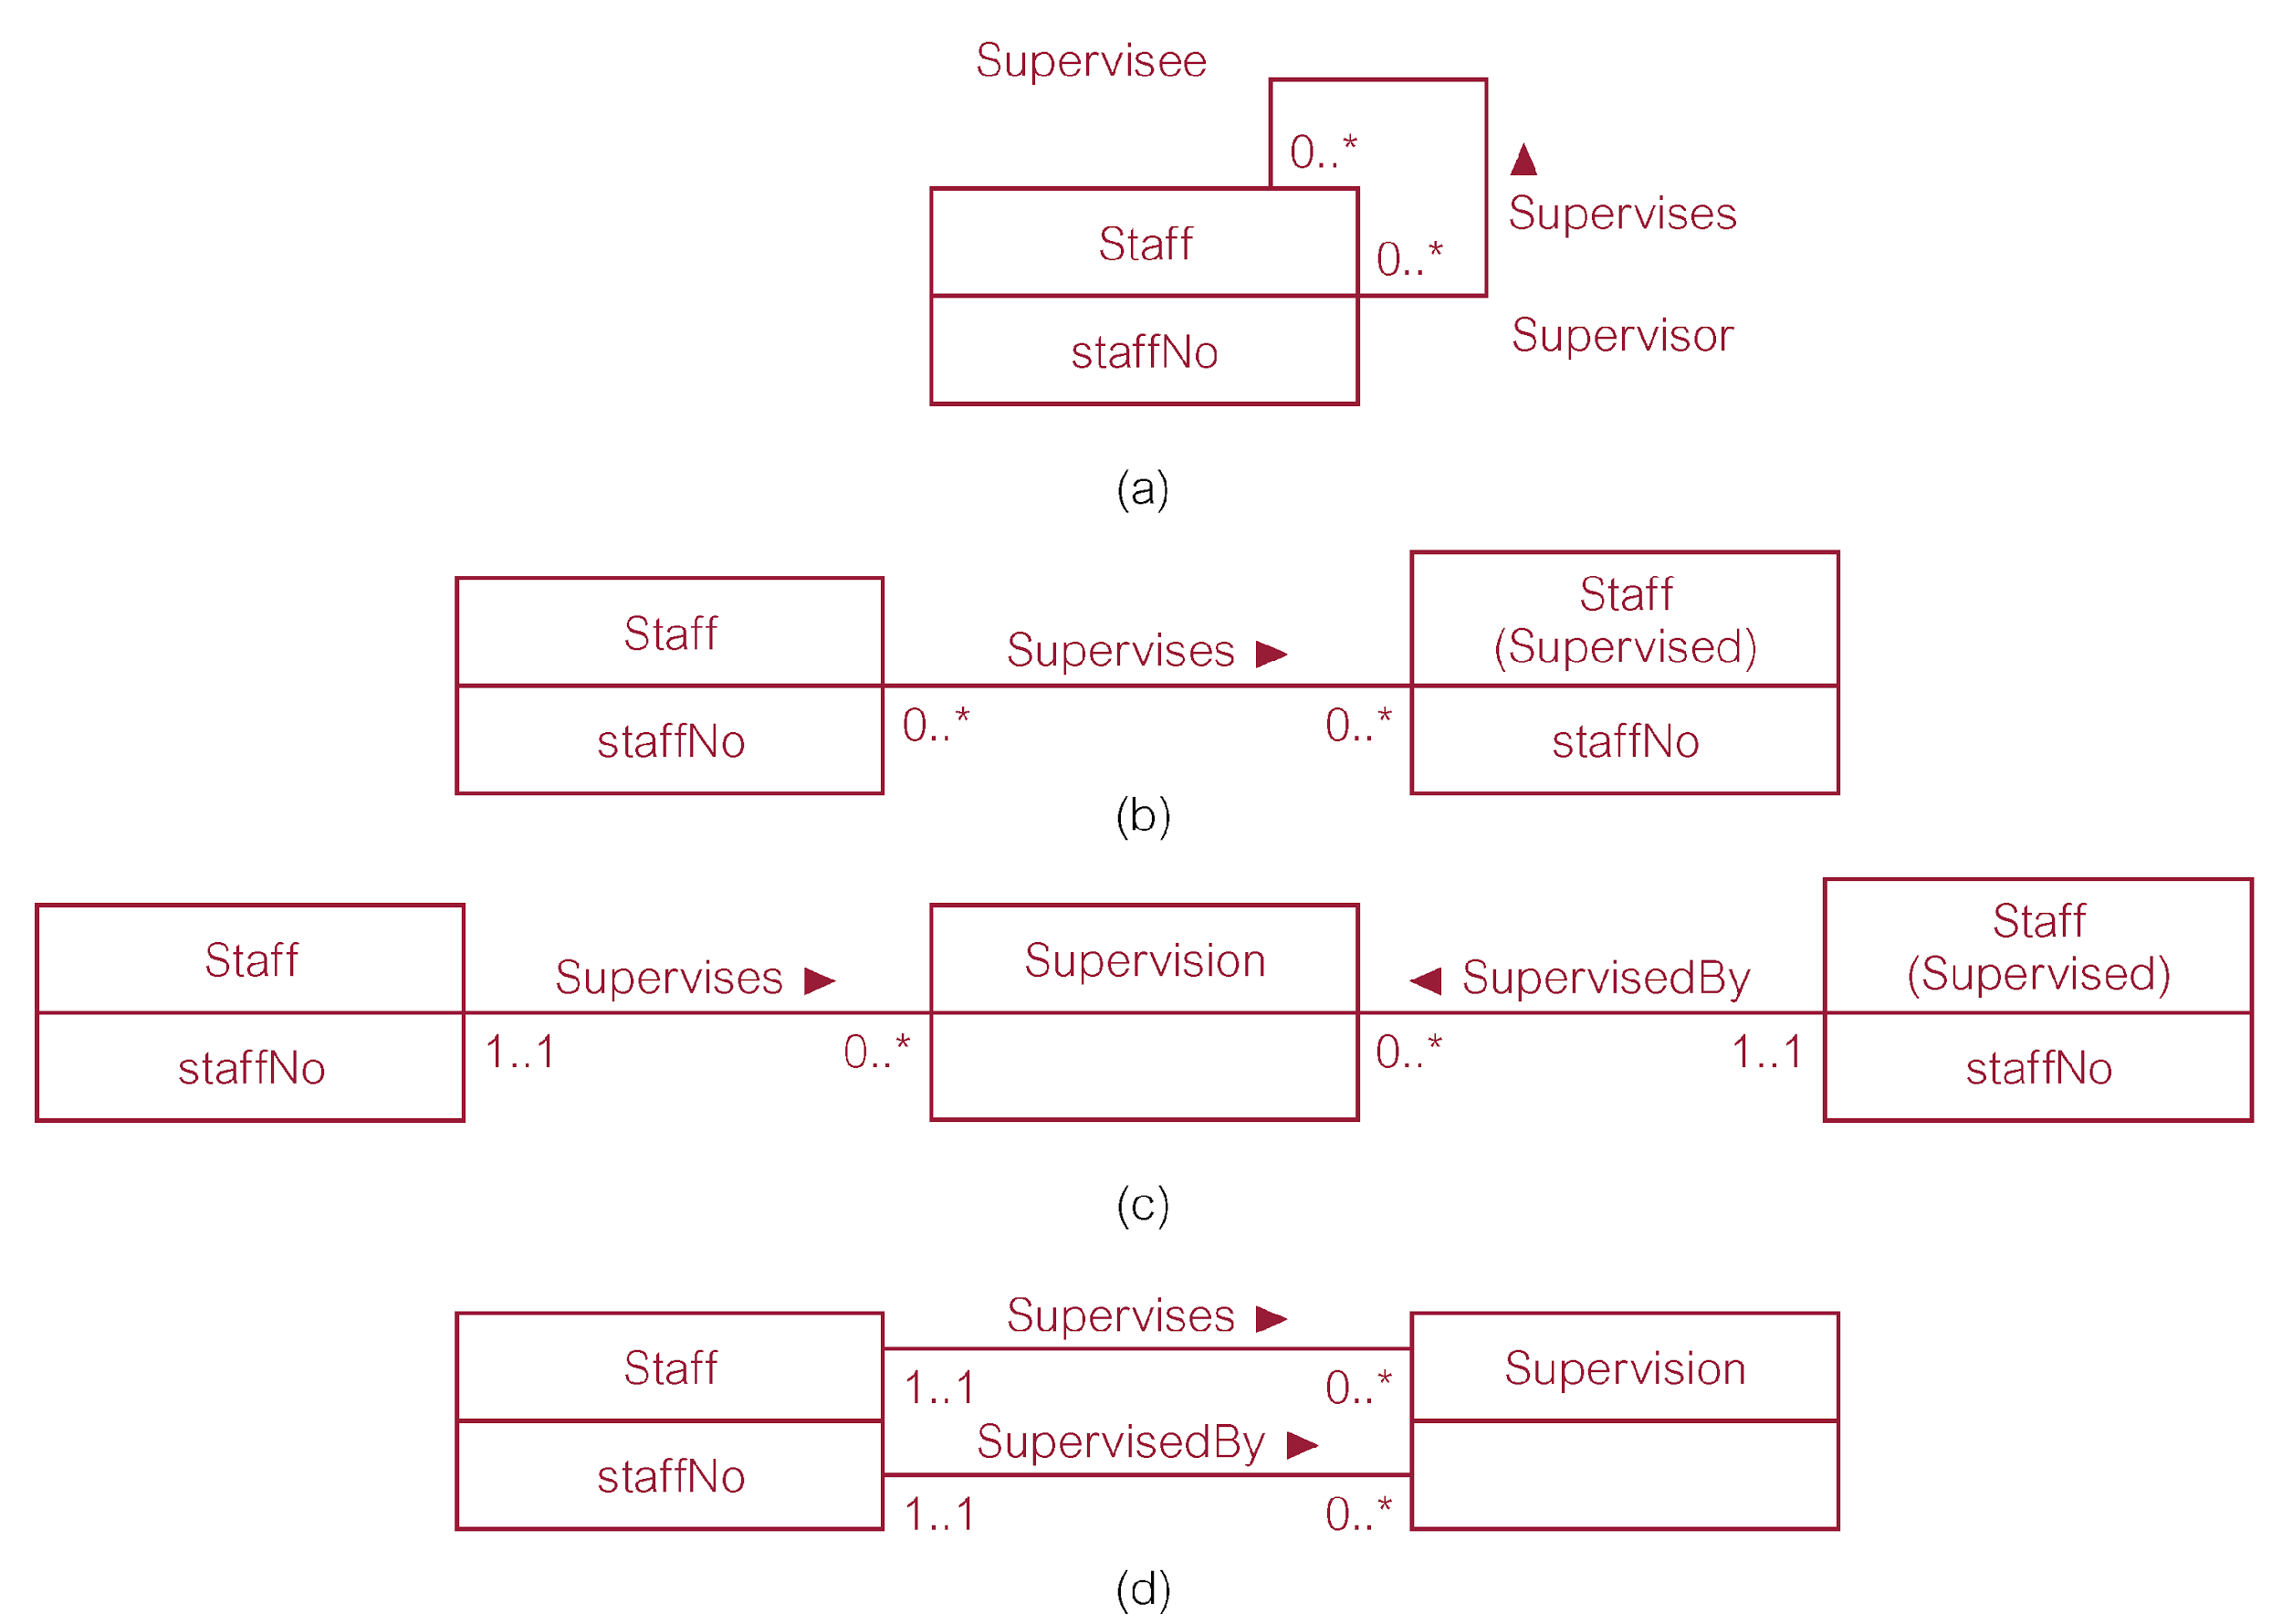 Supervisee
0..*
Supervises
Staff
0..*
staffNo
Supervisor
(a)
Staff
Supervises
Staff
(Supervised)
staffNo
0..*
0..*
staffNo
(b)
Staff
Supervises
Supervision
SupervisedBy
Staff
(Supervised)
staffNo
1..1
0..*
0..*
1..1
staffNo
(c)
Supervises
Staff
1..1
0..*
Supervision
SupervisedBy
staffNo
1..1
0..*
(d)